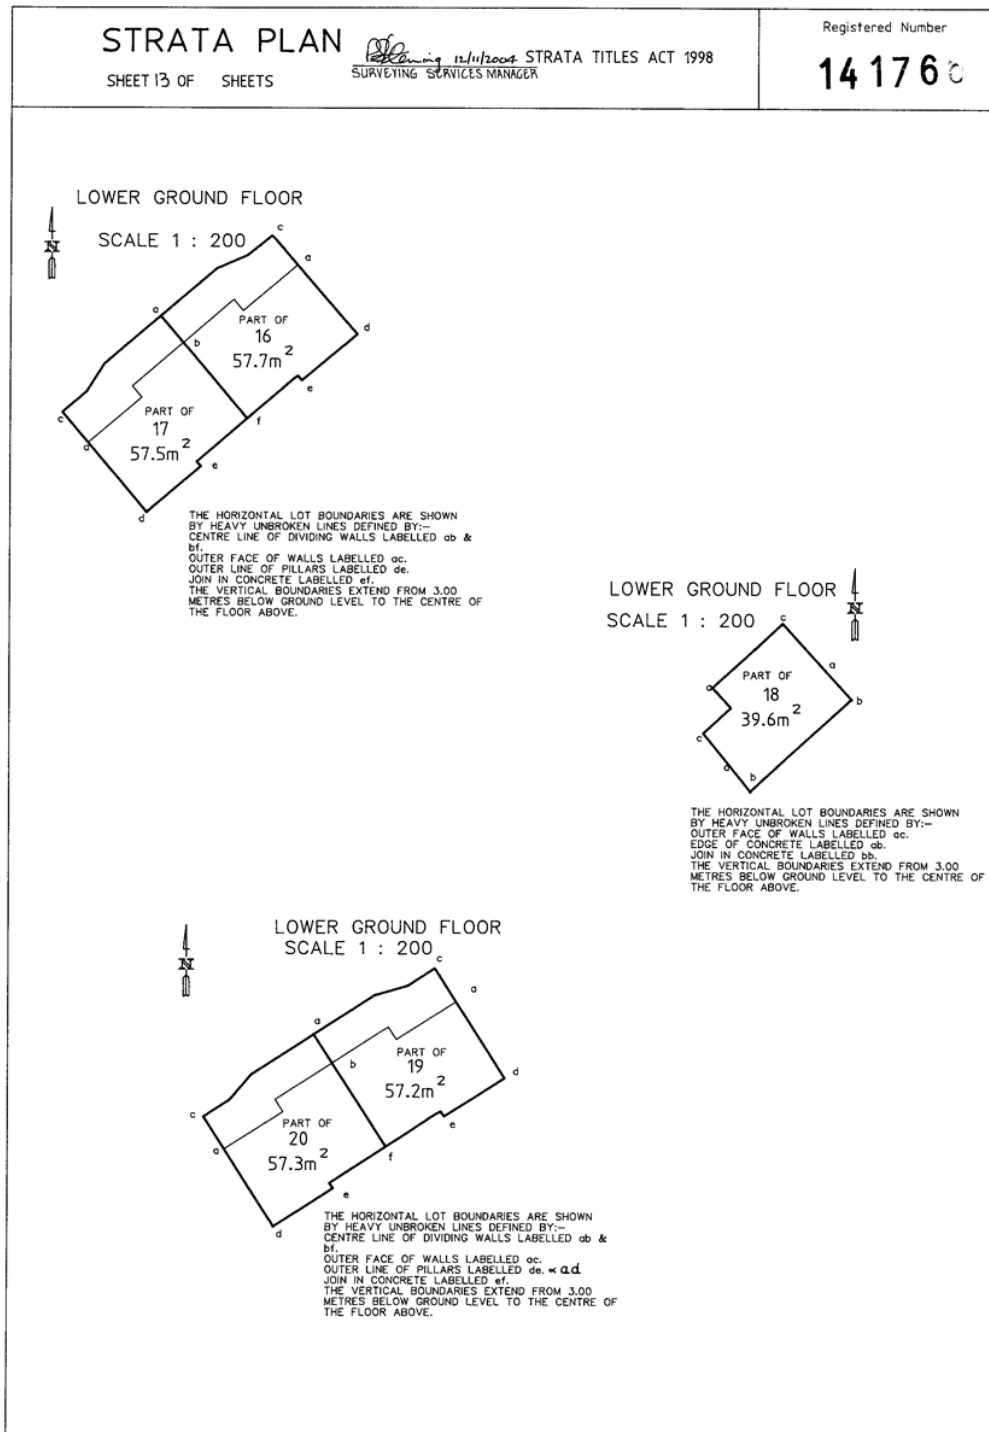 STRATA PLAN
SHEET 13 OF SHEETS
12/11/2004
SURVEYING SERVICES MANAGER
STRATA TITLES ACT 1998
Registered Number
14176
LOWER GROUND FLOOR
SCALE 1 : 200
N
c
a
a
b
d
PART OF
16
57.7m²
e
f
c
a
PART OF
17
57.5m²
e
d
THE HORIZONTAL LOT BOUNDARIES ARE SHOWN
BY HEAVY UNBROKEN LINES DEFINED BY:—
CENTRE LINE OF DIVIDING WALLS LABELLED ab &
bf.
OUTER FACE OF WALLS LABELLED ac.
OUTER LINE OF PILLARS LABELLED de.
JOIN IN CONCRETE LABELLED ef.
THE VERTICAL BOUNDARIES EXTEND FROM 3.00
METRES BELOW GROUND LEVEL TO THE CENTRE OF
THE FLOOR ABOVE.
LOWER GROUND FLOOR
SCALE 1 : 200
N
c
a
a
b
PART OF
18
39.6m²
c
a
b
THE HORIZONTAL LOT BOUNDARIES ARE SHOWN
BY HEAVY UNBROKEN LINES DEFINED BY:—
OUTER FACE OF WALLS LABELLED ac.
EDGE OF CONCRETE LABELLED ab.
JOIN IN CONCRETE LABELLED bb.
THE VERTICAL BOUNDARIES EXTEND FROM 3.00
METRES BELOW GROUND LEVEL TO THE CENTRE OF
THE FLOOR ABOVE.
LOWER GROUND FLOOR
SCALE 1 : 200
N
c
a
a
b
d
PART OF
19
57.2m²
e
f
c
a
PART OF
20
57.3m²
e
d
THE HORIZONTAL LOT BOUNDARIES ARE SHOWN
BY HEAVY UNBROKEN LINES DEFINED BY:—
CENTRE LINE OF DIVIDING WALLS LABELLED ab &
bf.
OUTER FACE OF WALLS LABELLED ac.
OUTER LINE OF PILLARS LABELLED de. & ad
JOIN IN CONCRETE LABELLED ef.
THE VERTICAL BOUNDARIES EXTEND FROM 3.00
METRES BELOW GROUND LEVEL TO THE CENTRE OF
THE FLOOR ABOVE.